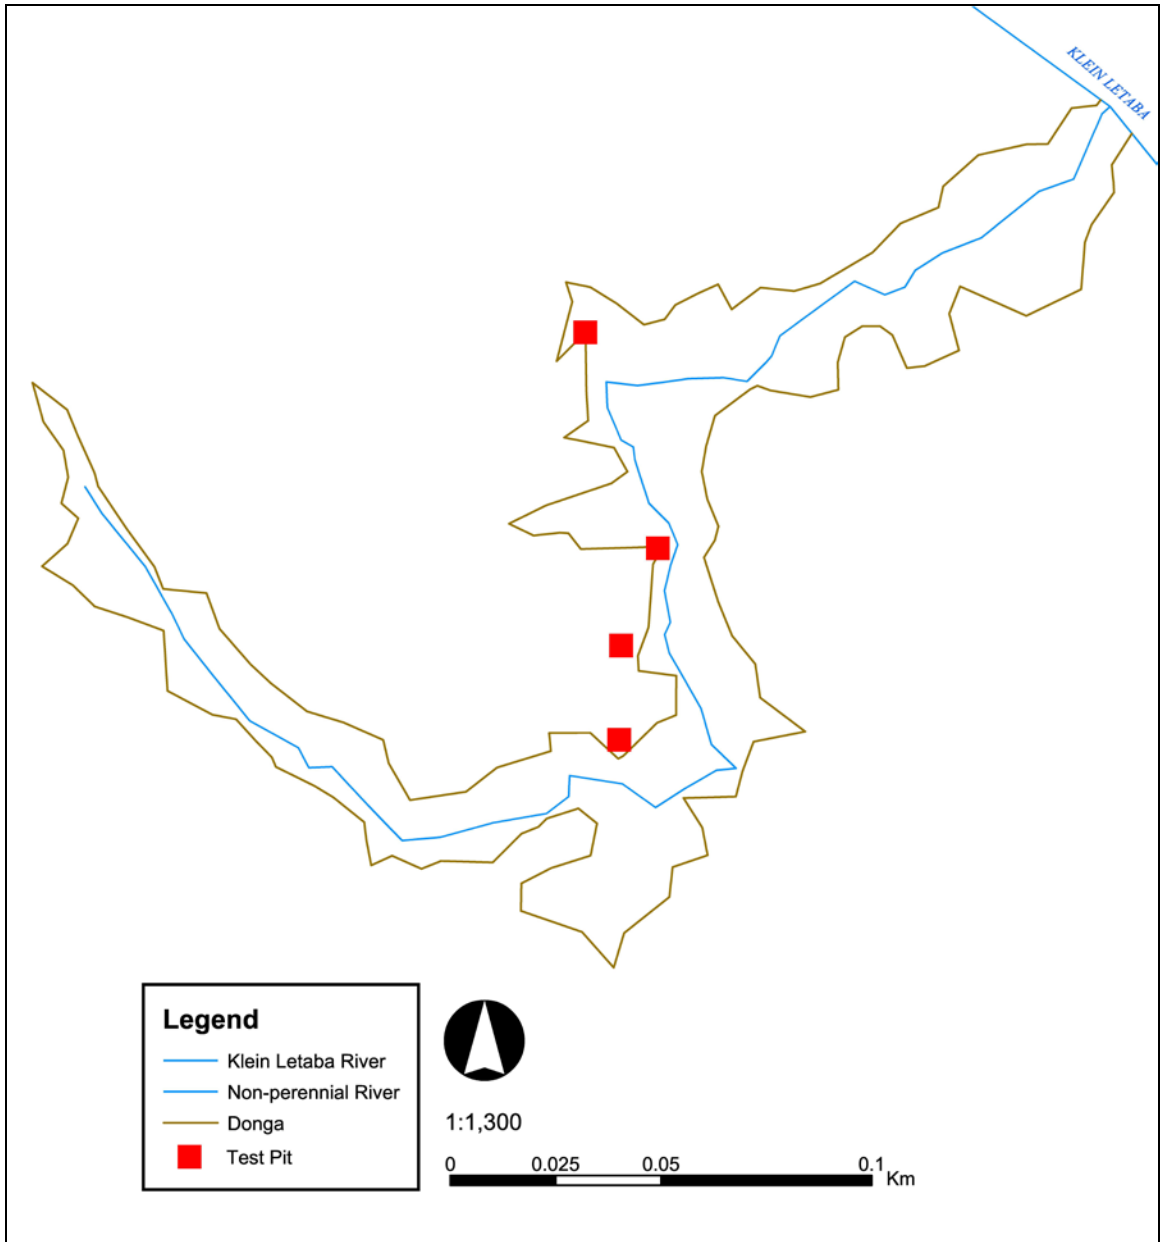 KLEIN LETABA
Legend
Klein Letaba River
Non-perennial River
Donga
Test Pit
1:1,300
0 0.025 0.05 0.1
Km